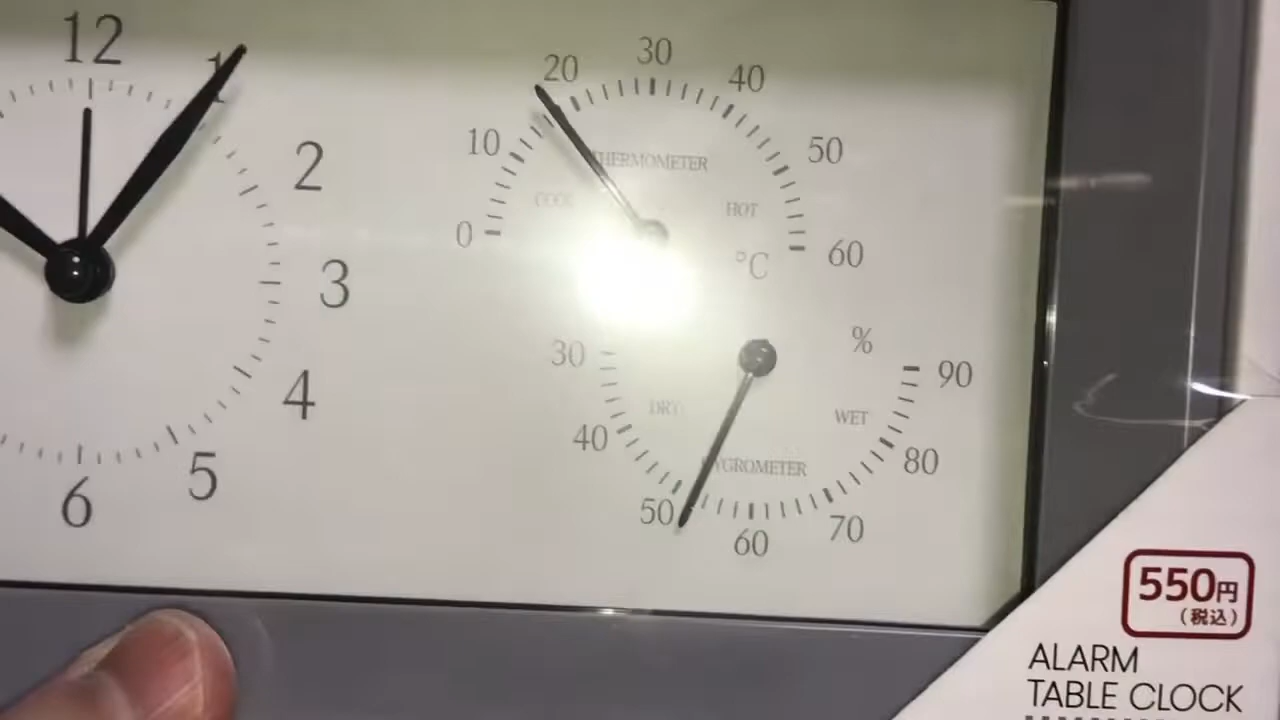 12
1
2
3
4
5
6
0
10
20
30
40
50
60
THERMOMETER
COOL
HOT
°C
30
40
50
60
70
80
90
%
DRY
WET
HYGROMETER
550円
(税込)
ALARM
TABLE CLOCK